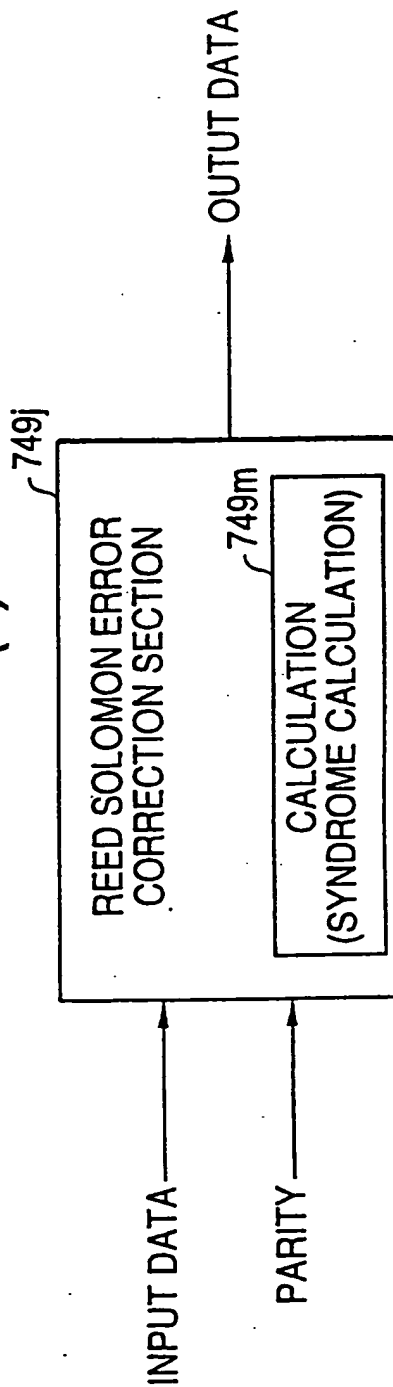 749j
REED SOLOMON ERROR
CORRECTION SECTION
749m
CALCULATION
(SYNDROME CALCULATION)
INPUT DATA
PARITY
OUTUT DATA